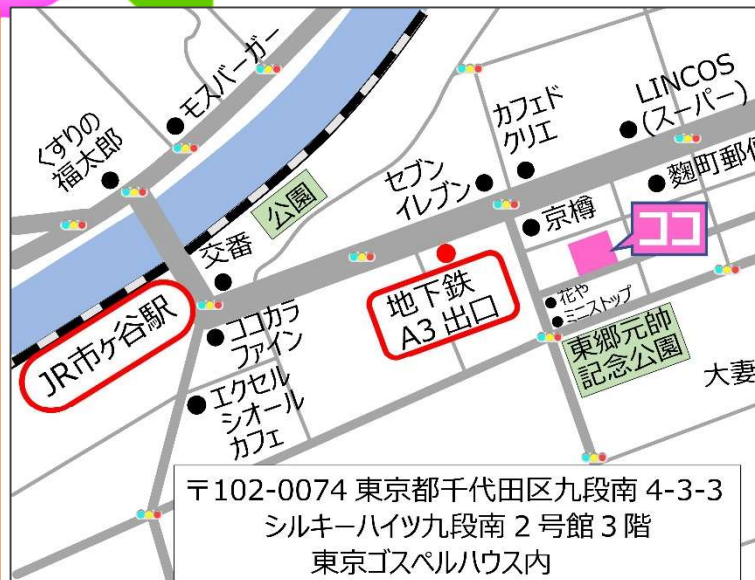 モスバーガー
くすりの
福太郎
公園
交番
JR市ヶ谷駅
ココカラ
ファイン
エクセル
シオール
カフェ
セブン
イレブン
カフェド
クリエ
LINCOS
(スーパー)
麹町郵便
京樽
ココ
地下鉄
A3 出口
花や
ミニストップ
東郷元帥
記念公園
大妻
〒102-0074 東京都千代田区九段南 4-3-3
シルキーハイツ九段南 2 号館 3 階
東京ゴスペルハウス内